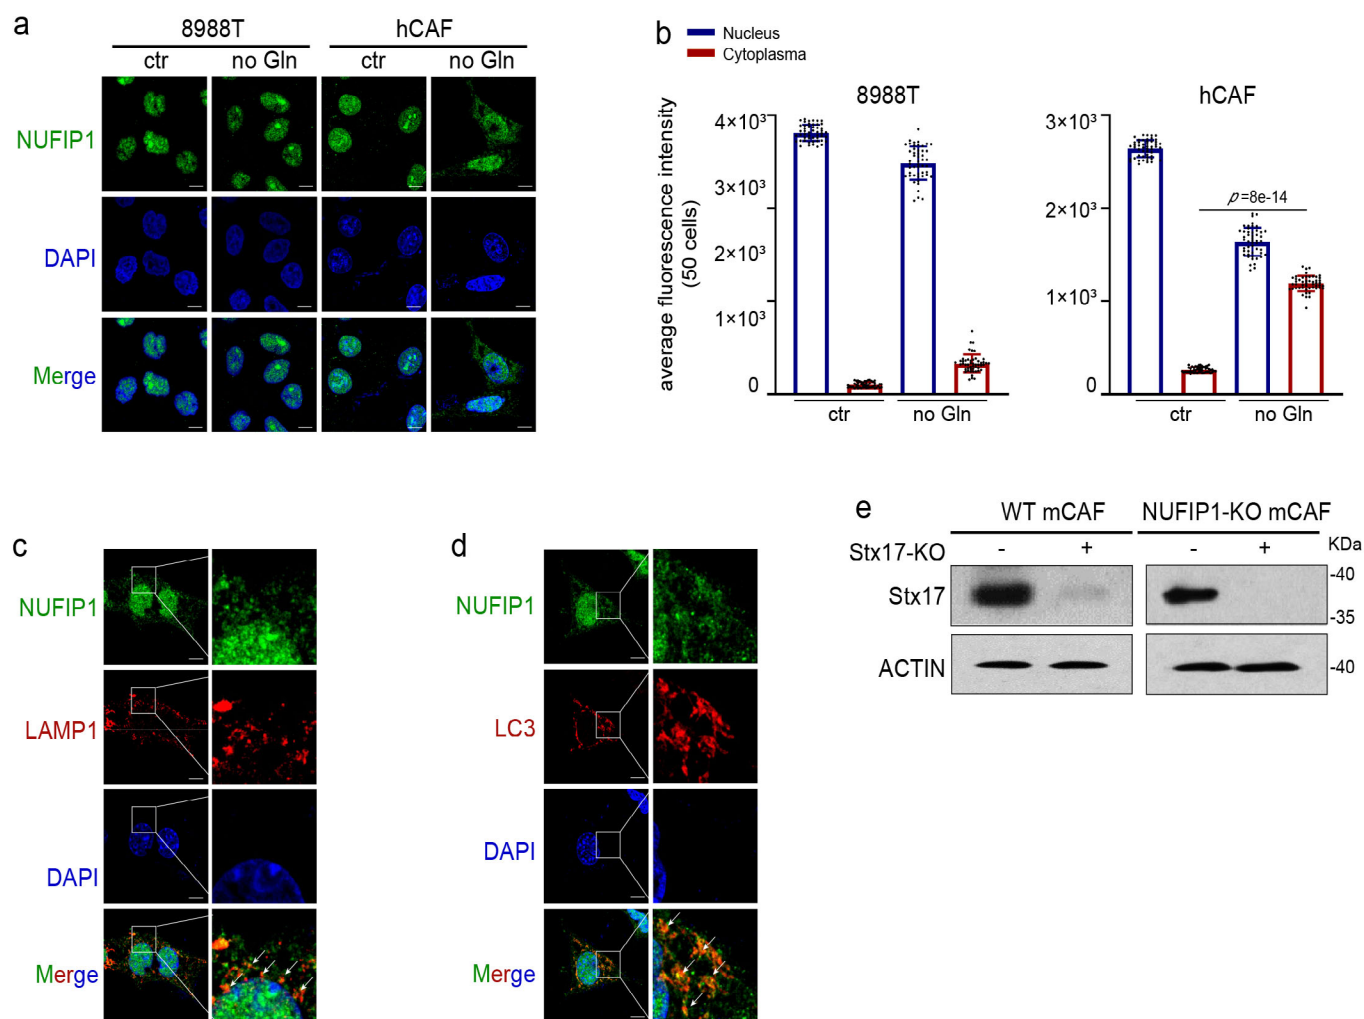 a
8988T
hCAF
ctr
no Gln
ctr
no Gln
NUFIP1
DAPI
Merge
b
Nucleus
Cytoplasma
average fluorescence intensity
(50 cells)
8988T
4×10³
3×10³
2×10³
1×10³
0
ctr
no Gln
hCAF
3×10³
2×10³
1×10³
0
p=8e-14
ctr
no Gln
c
NUFIP1
LAMP1
DAPI
Merge
d
NUFIP1
LC3
DAPI
Merge
e
WT mCAF
NUFIP1-KO mCAF
Stx17-KO
-
+
-
+
KDa
Stx17
-40
-35
ACTIN
-40